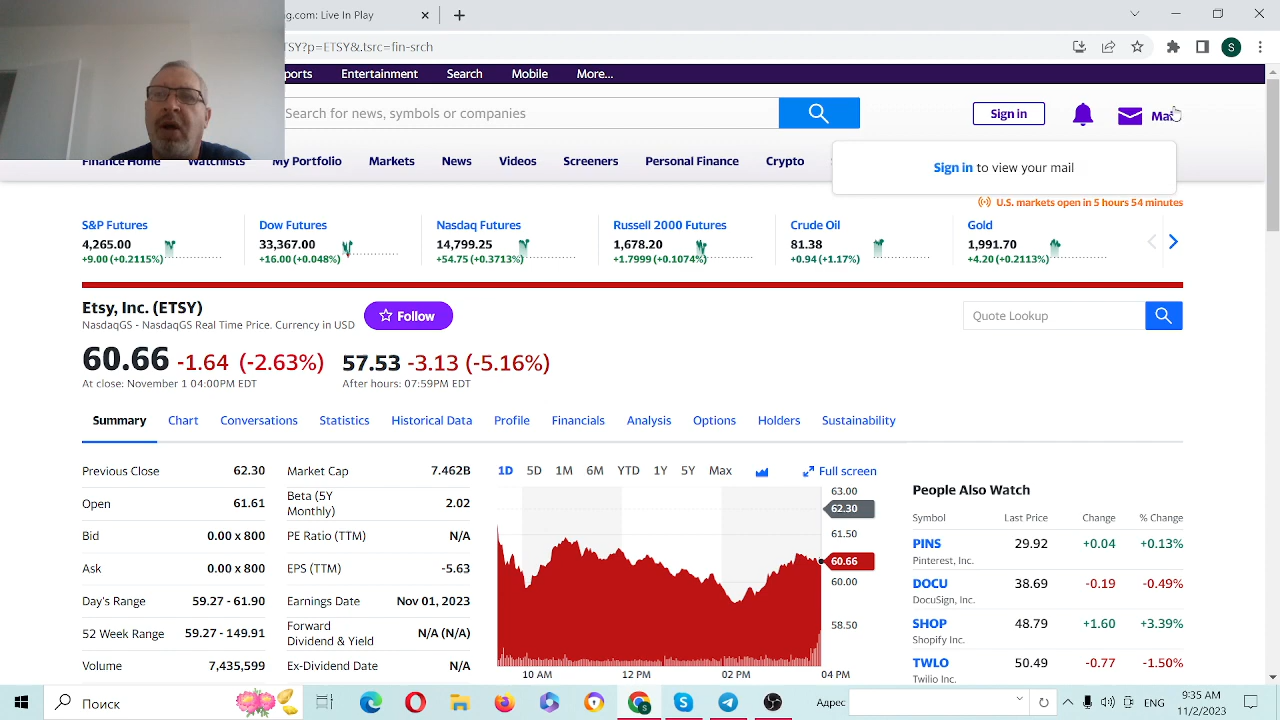 g.com: Live in Play
TSY?p=ETSY&.tsrc=fin-srch
S
ports Entertainment Search Mobile More...
Search for news, symbols or companies
Sign in
Finance Home Watchlists My Portfolio Markets News Videos Screeners Personal Finance Crypto
Sign in to view your mail
U.S. markets open in 5 hours 54 minutes
S&P Futures Dow Futures Nasdaq Futures Russell 2000 Futures Crude Oil Gold
4,265.00 33,367.00 14,799.25 1,678.20 81.38 1,991.70
+9.00 (+0.2115%) +16.00 (+0.048%) +54.75 (+0.3713%) +1.7999 (+0.1074%) +0.94 (+1.17%) +4.20 (+0.2113%)
Etsy, Inc. (ETSY)
Follow
NasdaqGS - NasdaqGS Real Time Price. Currency in USD
Quote Lookup
60.66 -1.64 (-2.63%) 57.53 -3.13 (-5.16%)
At close: November 1 04:00PM EDT After hours: 07:59PM EDT
Summary Chart Conversations Statistics Historical Data Profile Financials Analysis Options Holders Sustainability
Previous Close 62.30
Open 61.61
Bid 0.00 x 800
Ask 0.00 x 800
Day's Range 59.27 - 61.90
52 Week Range 59.27 - 149.91
Volume 7,435,599
Market Cap 7.462B
Beta (5Y
Monthly) 2.02
PE Ratio (TTM) N/A
EPS (TTM) -5.63
Earnings Date Nov 01, 2023
Forward
Dividend & Yield N/A (N/A)
Ex-Dividend Date N/A
1D 5D 1M 6M YTD 1Y 5Y Max Full screen
63.00
62.30
61.50
60.66
60.00
58.50
10 AM 12 PM 02 PM 04 PM
People Also Watch
Symbol Last Price Change % Change
PINS 29.92 +0.04 +0.13%
Pinterest, Inc.
DOCU 38.69 -0.19 -0.49%
DocuSign, Inc.
SHOP 48.79 +1.60 +3.39%
Shopify Inc.
TWLO 50.49 -0.77 -1.50%
Twilio Inc.
Поиск
Адрес
ENG
9:35 AM
11/2/2023